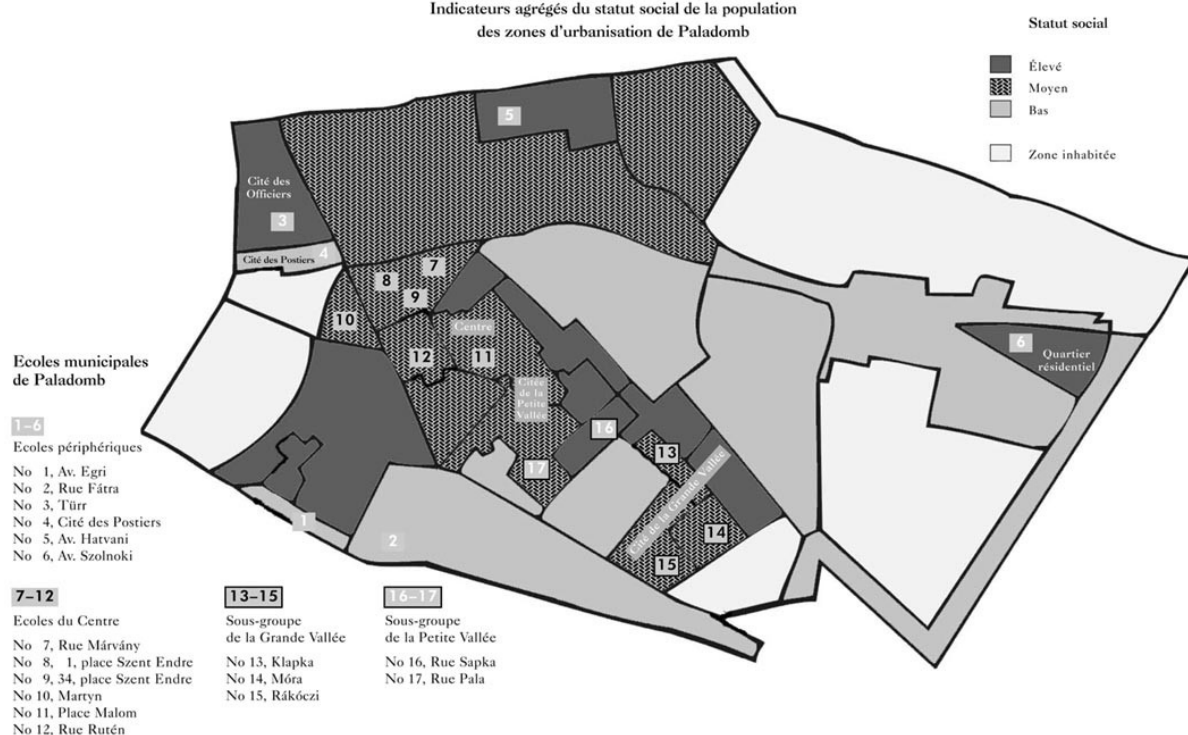 Indicateurs agrégés du statut social de la population
des zones d'urbanisation de Paladomb
Statut social
Élevé
Moyen
Bas
Zone inhabitée
5
Cité des
Officiers
3
Cité des Postiers
4
7
8
9
10
Centre
12
11
Citée
de la
Petite
Vallée
16
17
13
Cité de la Grande Vallée
14
15
6
Quartier
résidentiel
1
2
Ecoles municipales
de Paladomb
1–6
Ecoles périphériques
No 1, Av. Egri
No 2, Rue Fátra
No 3, Türr
No 4, Cité des Postiers
No 5, Av. Hatvani
No 6, Av. Szolnoki
7–12
Ecoles du Centre
No 7, Rue Márvány
No 8, 1, place Szent Endre
No 9, 34, place Szent Endre
No 10, Martyn
No 11, Place Malom
No 12, Rue Rutén
13–15
Sous-groupe
de la Grande Vallée
No 13, Klapka
No 14, Móra
No 15, Rákóczi
16–17
Sous-groupe
de la Petite Vallée
No 16, Rue Sapka
No 17, Rue Pala